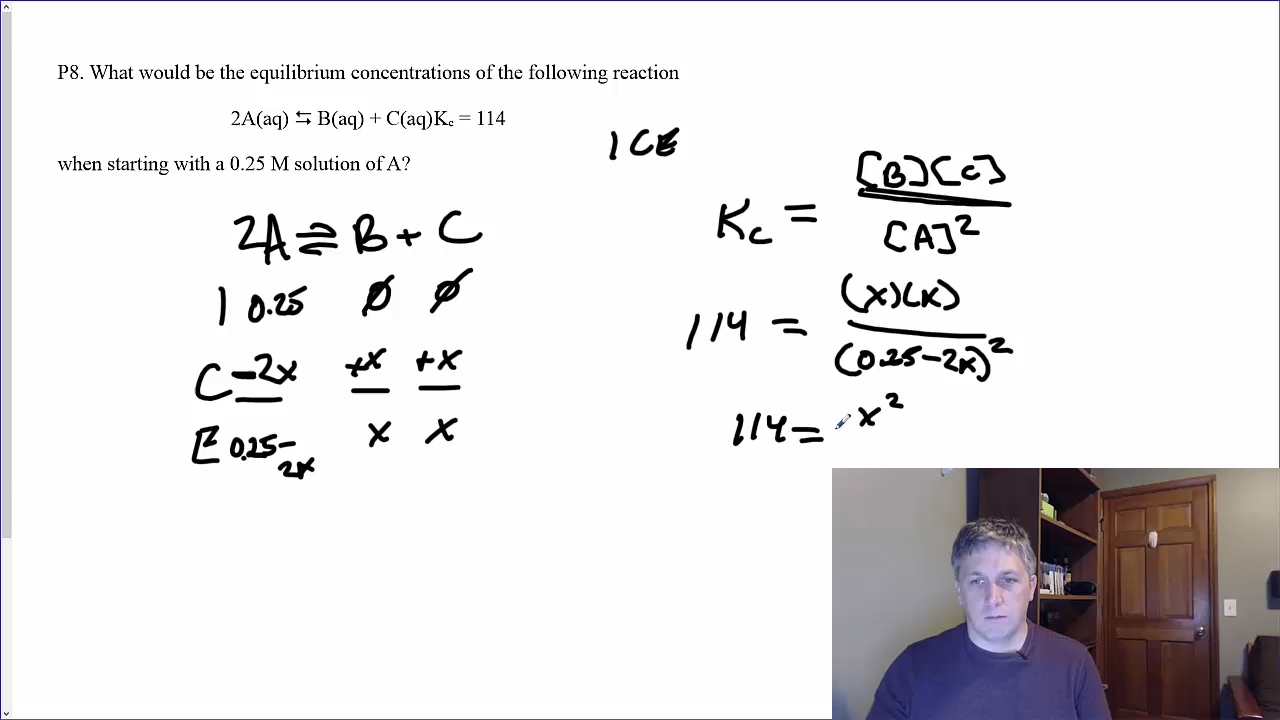 P8. What would be the equilibrium concentrations of the following reaction
2A(aq) ⇆ B(aq) + C(aq)Kc = 114
when starting with a 0.25 M solution of A?
ICE
2A ⇌ B + C
I 0.25 ∅ ∅
C -2x +x +x
E 0.25-2x x x
Kc = [B][C] / [A]²
114 = (x)(x) / (0.25-2x)²
114 = x²